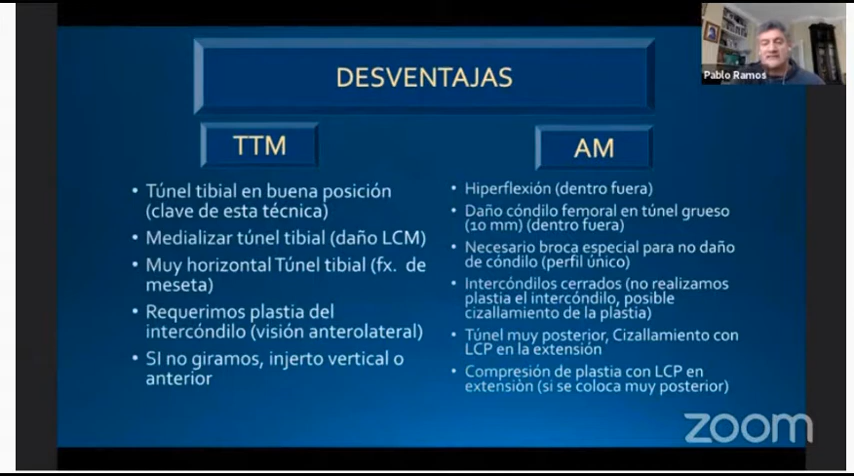 Pablo Ramos
DESVENTAJAS
TTM
• Túnel tibial en buena posición
(clave de esta técnica)
• Medializar túnel tibial (daño LCM)
• Muy horizontal Túnel tibial (fx. de
meseta)
• Requerimos plastia del
intercóndilo (visión anterolateral)
• SI no giramos, injerto vertical o
anterior
AM
• Hiperflexión (dentro fuera)
• Daño cóndilo femoral en túnel grueso
(10 mm) (dentro fuera)
• Necesario broca especial para no daño
de cóndilo (perfil único)
• Intercóndilos cerrados (no realizamos
plastia el intercóndilo, posible
cizallamiento de la plastia)
• Túnel muy posterior, Cizallamiento con
LCP en la extensión
• Compresión de plastia con LCP en
extensiòn (si se coloca muy posterior)
zoom